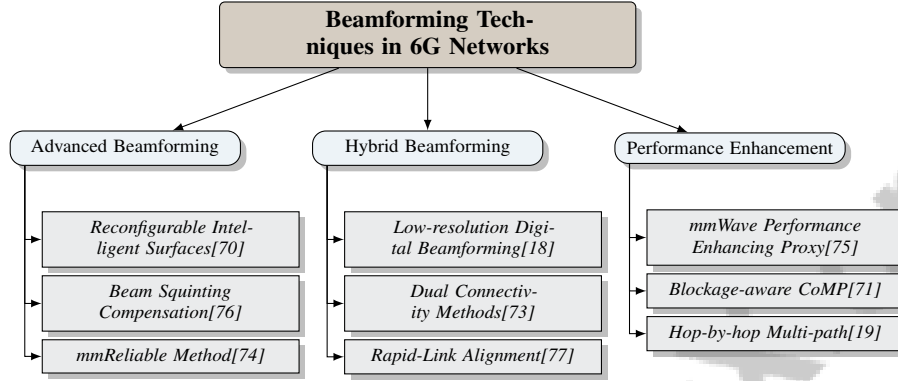 Beamforming Tech-
niques in 6G Networks
Advanced Beamforming
Hybrid Beamforming
Performance Enhancement
Reconfigurable Intel-
ligent Surfaces[70]
Beam Squinting
Compensation[76]
mmReliable Method[74]
Low-resolution Digi-
tal Beamforming[18]
Dual Connectiv-
ity Methods[73]
Rapid-Link Alignment[77]
mmWave Performance
Enhancing Proxy[75]
Blockage-aware CoMP[71]
Hop-by-hop Multi-path[19]